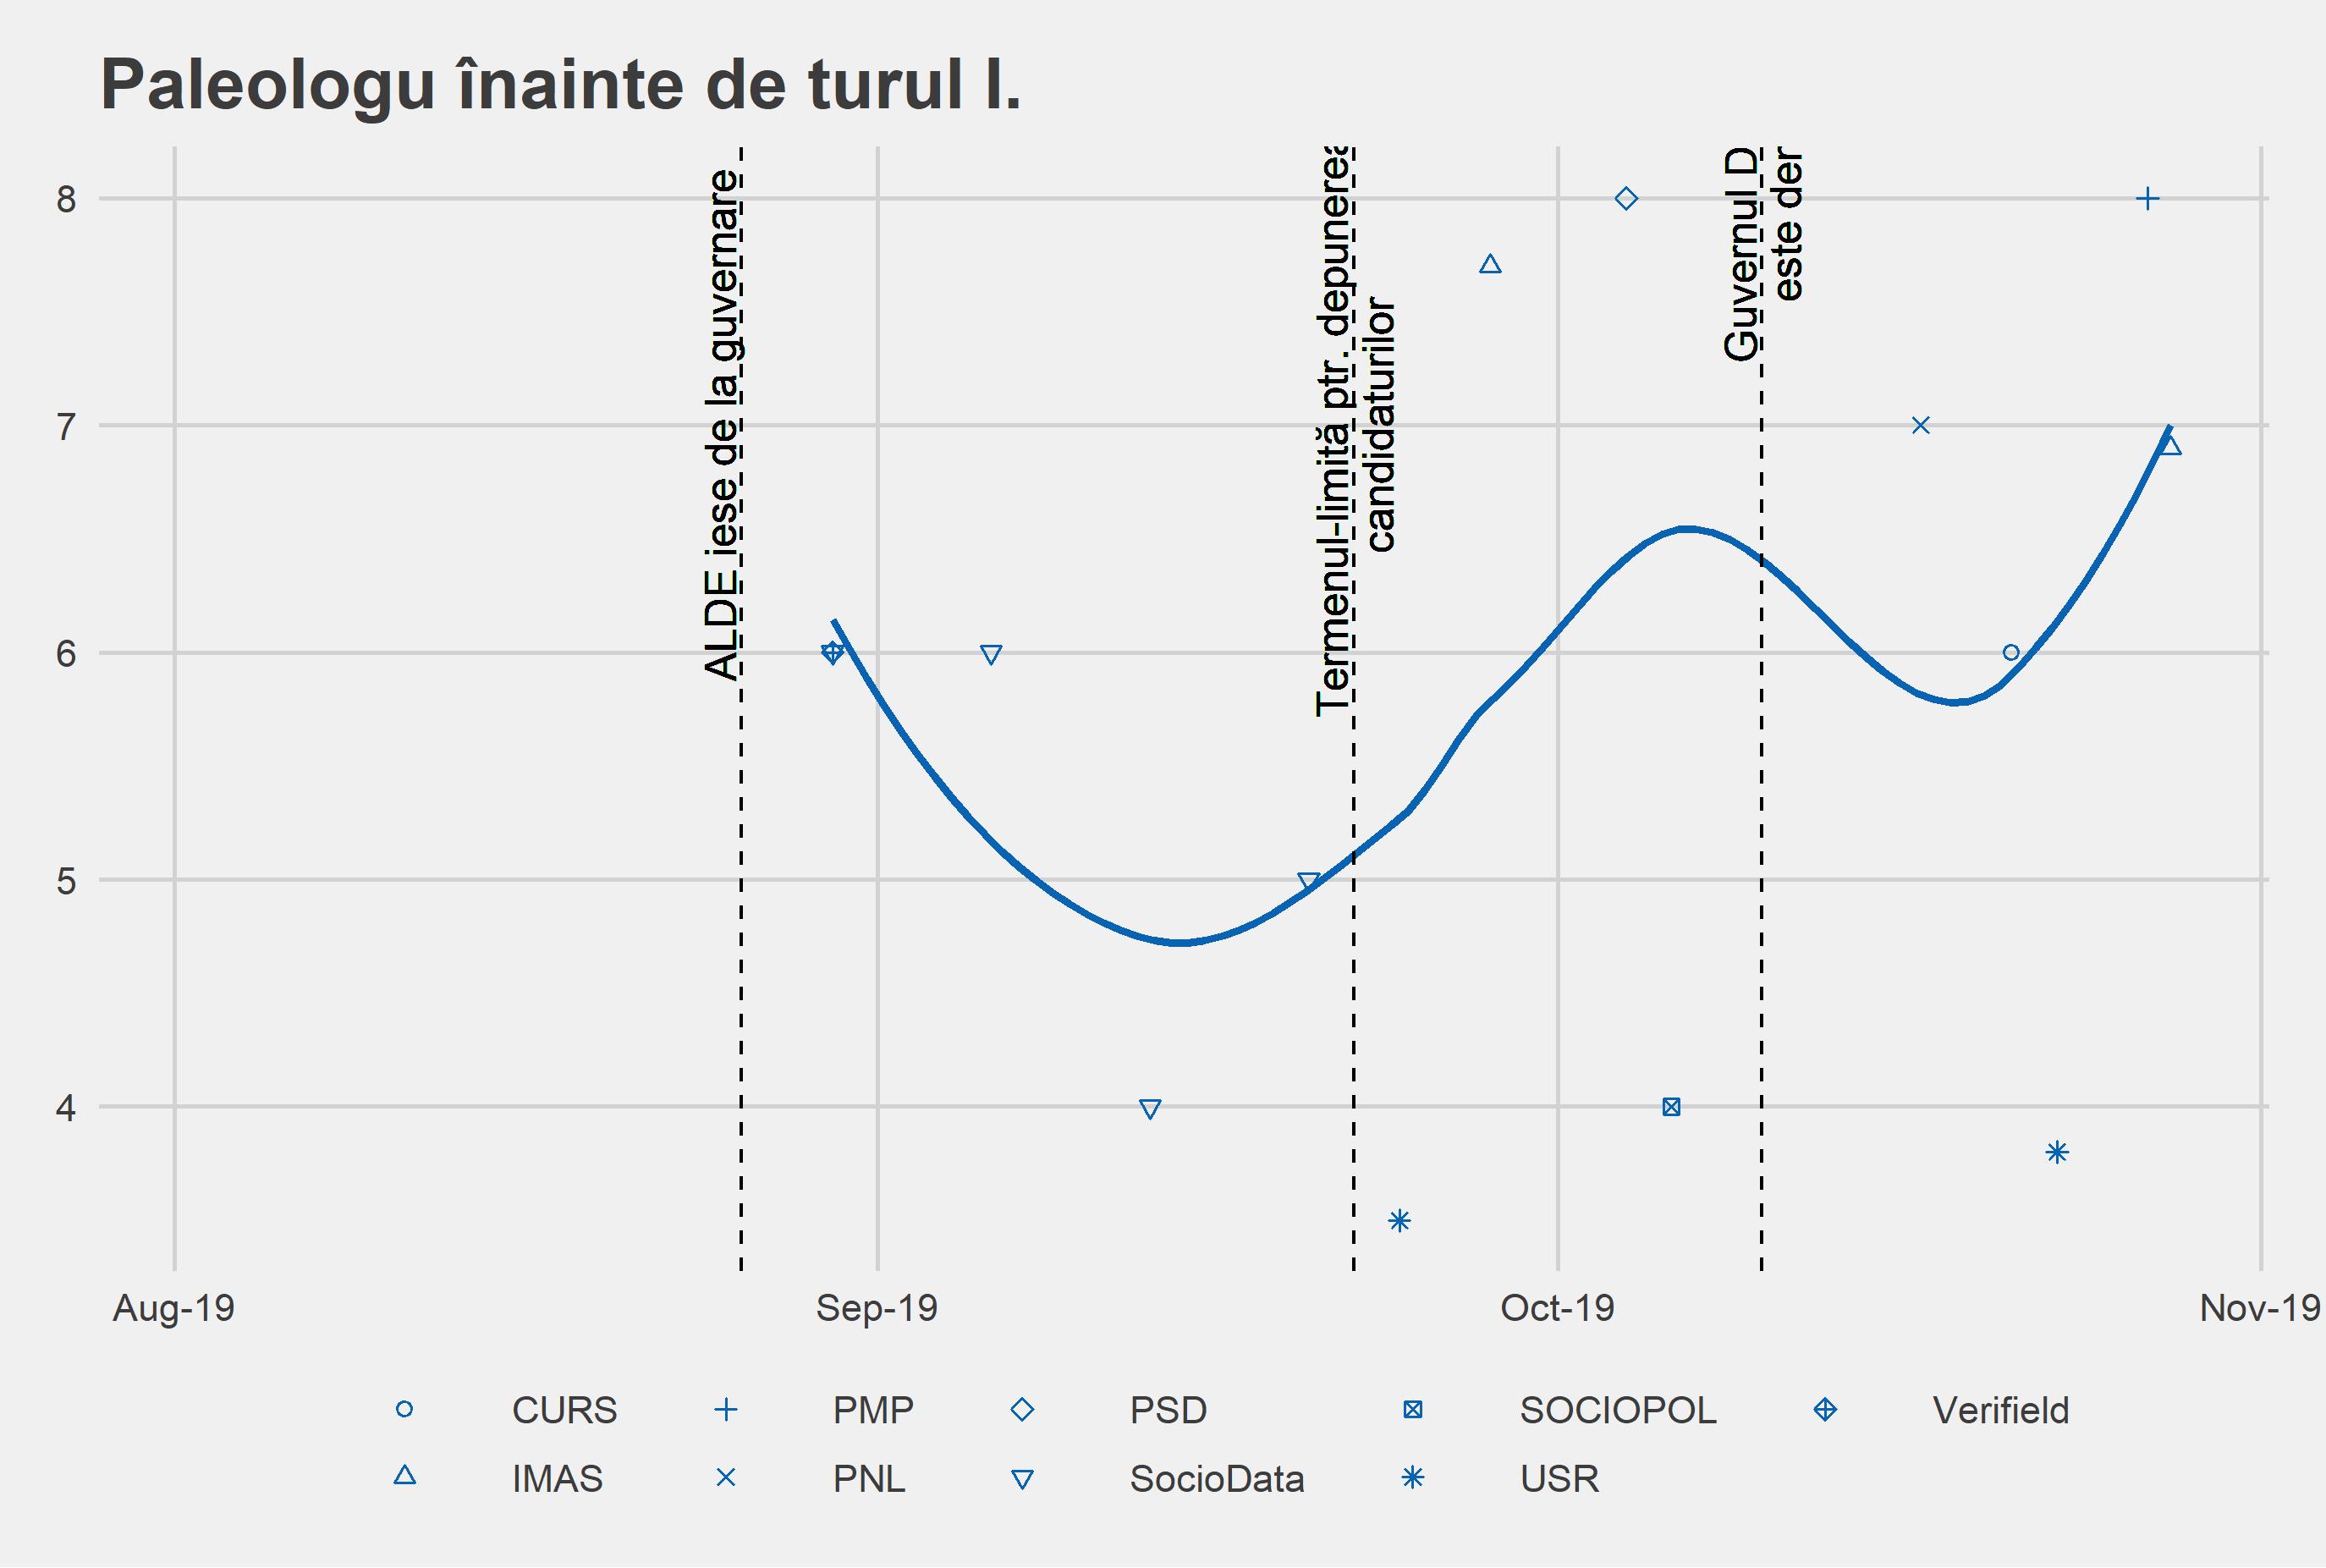 Paleologu înainte de turul I.
8
7
6
5
4
ALDE iese de la guvernare
Termenul-limită ptr. depunerea
candidaturilor
Guvernul D
este der
Aug-19
Sep-19
Oct-19
Nov-19
CURS
PMP
PSD
SOCIOPOL
Verifield
IMAS
PNL
SocioData
USR